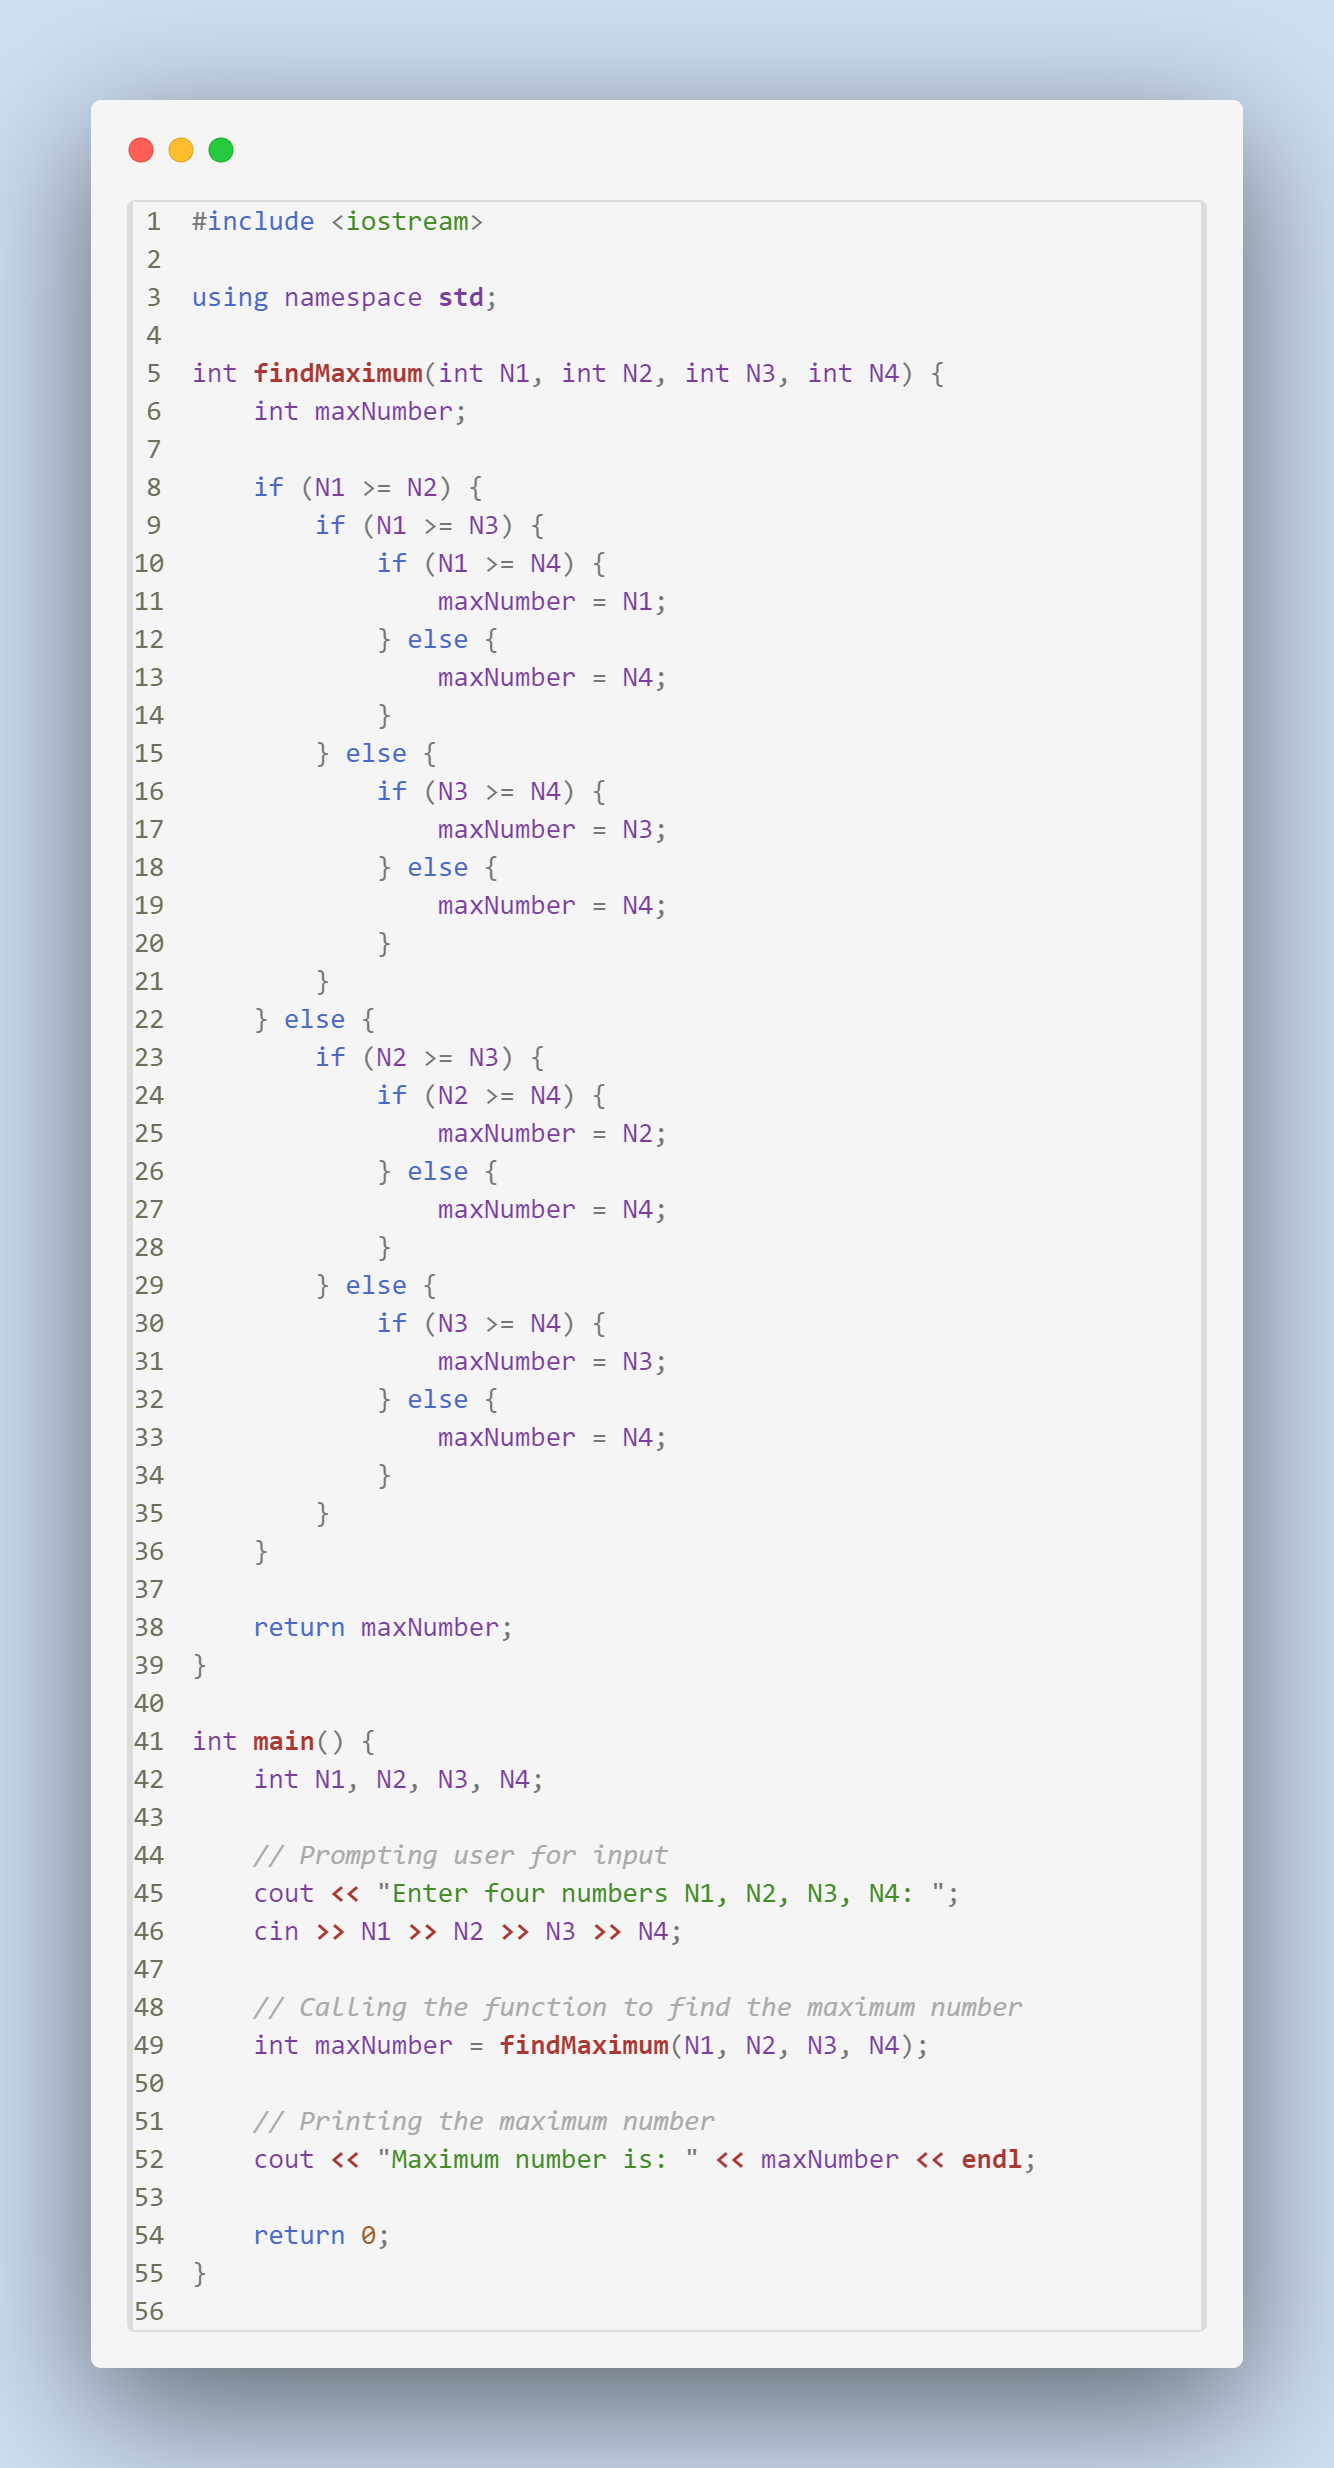 1 #include <iostream>
2
3 using namespace std;
4
5 int findMaximum(int N1, int N2, int N3, int N4) {
6     int maxNumber;
7
8     if (N1 >= N2) {
9         if (N1 >= N3) {
10             if (N1 >= N4) {
11                 maxNumber = N1;
12             } else {
13                 maxNumber = N4;
14             }
15         } else {
16             if (N3 >= N4) {
17                 maxNumber = N3;
18             } else {
19                 maxNumber = N4;
20             }
21         }
22     } else {
23         if (N2 >= N3) {
24             if (N2 >= N4) {
25                 maxNumber = N2;
26             } else {
27                 maxNumber = N4;
28             }
29         } else {
30             if (N3 >= N4) {
31                 maxNumber = N3;
32             } else {
33                 maxNumber = N4;
34             }
35         }
36     }
37
38     return maxNumber;
39 }
40
41 int main() {
42     int N1, N2, N3, N4;
43
44     // Prompting user for input
45     cout << "Enter four numbers N1, N2, N3, N4: ";
46     cin >> N1 >> N2 >> N3 >> N4;
47
48     // Calling the function to find the maximum number
49     int maxNumber = findMaximum(N1, N2, N3, N4);
50
51     // Printing the maximum number
52     cout << "Maximum number is: " << maxNumber << endl;
53
54     return 0;
55 }
56